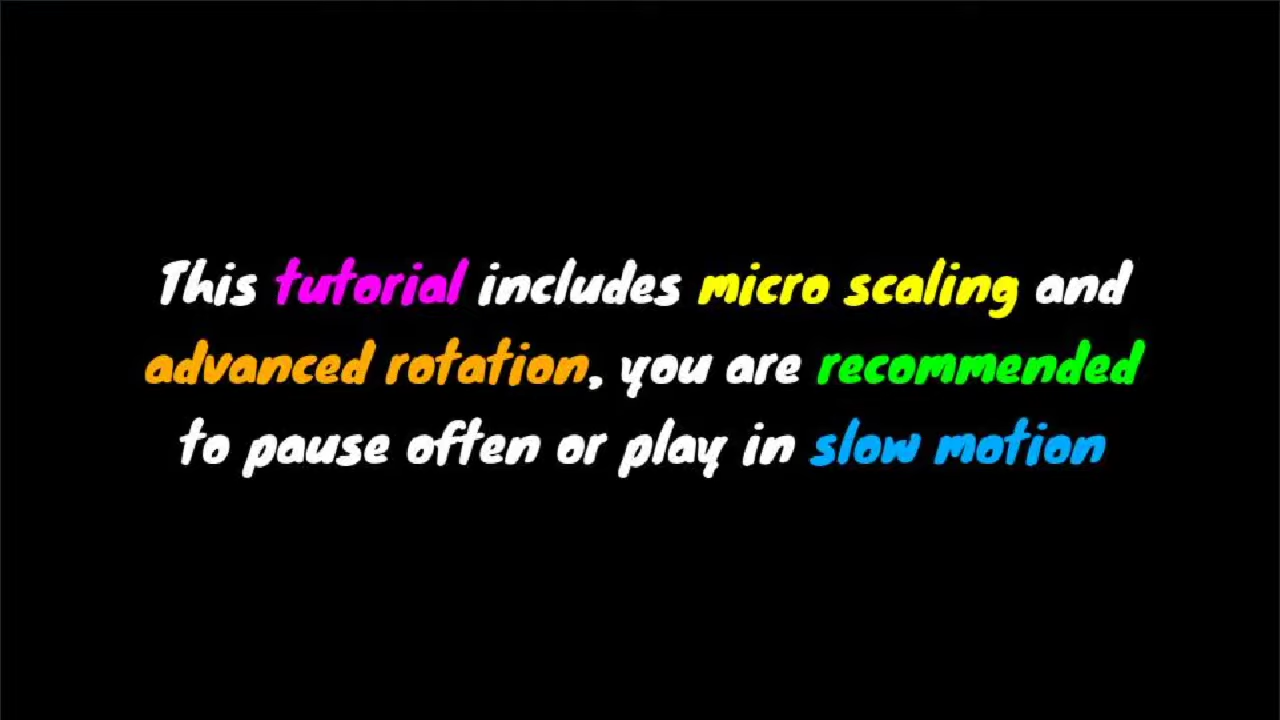 This tutorial includes micro scaling and
advanced rotation, you are recommended
to pause often or play in slow motion